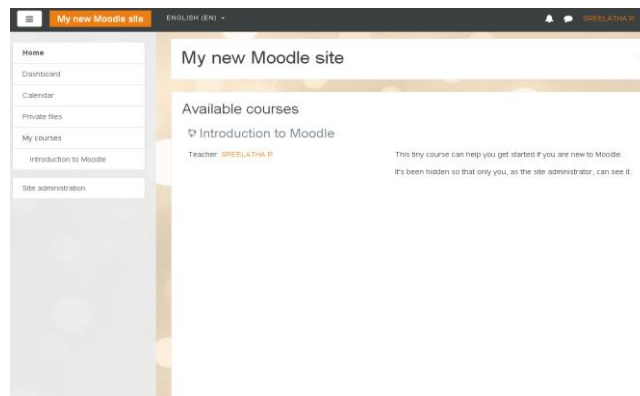 My new Moodle site
ENGLISH (EN)
SREELATHA R
Home
Dashboard
Calendar
Private files
My courses
Introduction to Moodle
Site administration
My new Moodle site
Available courses
Introduction to Moodle
Teacher: SREELATHA R
This tiny course can help you get started if you are new to Moodle.
It's been hidden so that only you, as the site administrator, can see it.